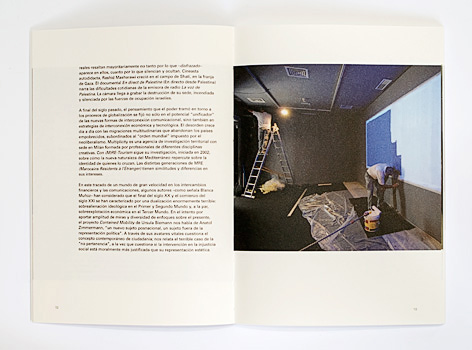 reales resaltan mayoritariamente no tanto por lo que –disfrazado–
aparece en ellos, cuanto por lo que silencian y ocultan. Cineasta
autodidacta, Rashid Masharawi creció en el campo de Shati, en la franja
de Gaza. El documental En direct de Palestine (En directo desde Palestina)
narra las dificultades cotidianas de la emisora de radio La voz de
Palestina. La cámara llega a grabar la destrucción de su sede, rastrillada
y silenciada por las fuerzas de ocupación israelíes.
A final del siglo pasado, el pensamiento que el poder tramó en torno a
los procesos de globalización se fijó no sólo en el potencial "unificador"
de las nuevas formas de interconexión comunicacional, sino también en
estrategias de interconexión económica y tecnológica. El desorden crece
día a día con las migraciones multitudinarias que abandonan los países
empobrecidos, subordinados al "orden mundial" impuesto por el
neoliberalismo. Multiplicity es una agencia de investigación territorial con
sede en Milán formada por profesionales de diferentes disciplinas
creativas. Con (MRE) Tourism sigue su investigación, iniciada en 2002,
sobre cómo la nueva naturaleza del Mediterráneo repercute sobre la
identidad de quienes lo cruzan. Las distintas generaciones de MRE
(Marocains Residents à l'Étranger) tienen similitudes y diferencias en
sus intereses.
En este trazado de un mundo de gran velocidad en los intercambios
financieros y las comunicaciones, algunos autores –como señala Blanca
Muñoz– han considerado que el final del siglo XX y el comienzo del
siglo XXI se han caracterizado por una dualización enormemente terrible:
sobrealienación ideológica en el Primer y Segundo Mundo y, a la par,
sobreexplotación económica en el Tercer Mundo. Es el intento por
aportar amplitud de miras y diversidad de enfoques sobre el presente,
el proyecto Contained Mobility de Ursula Biemann nos habla de Anatol
Zimmermann, "un nuevo sujeto posnacional, un sujeto fuera de la
representación política". A través de sus avatares vitales cuestiona el
concepto contemporáneo de ciudadanía; nos relata el terrible caso de la
"no pertenencia", a la vez que cuestiona si la intervención en la injusticia
social está moralmente más justificada que su representación estética